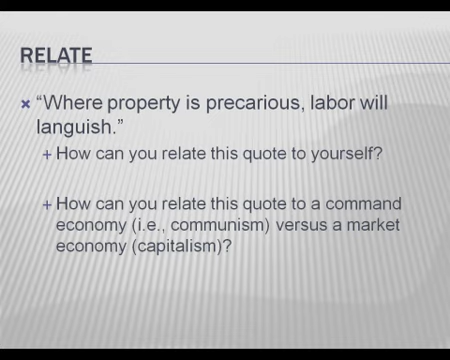 RELATE
“Where property is precarious, labor will
languish.”
+ How can you relate this quote to yourself?
+ How can you relate this quote to a command
economy (i.e., communism) versus a market
economy (capitalism)?